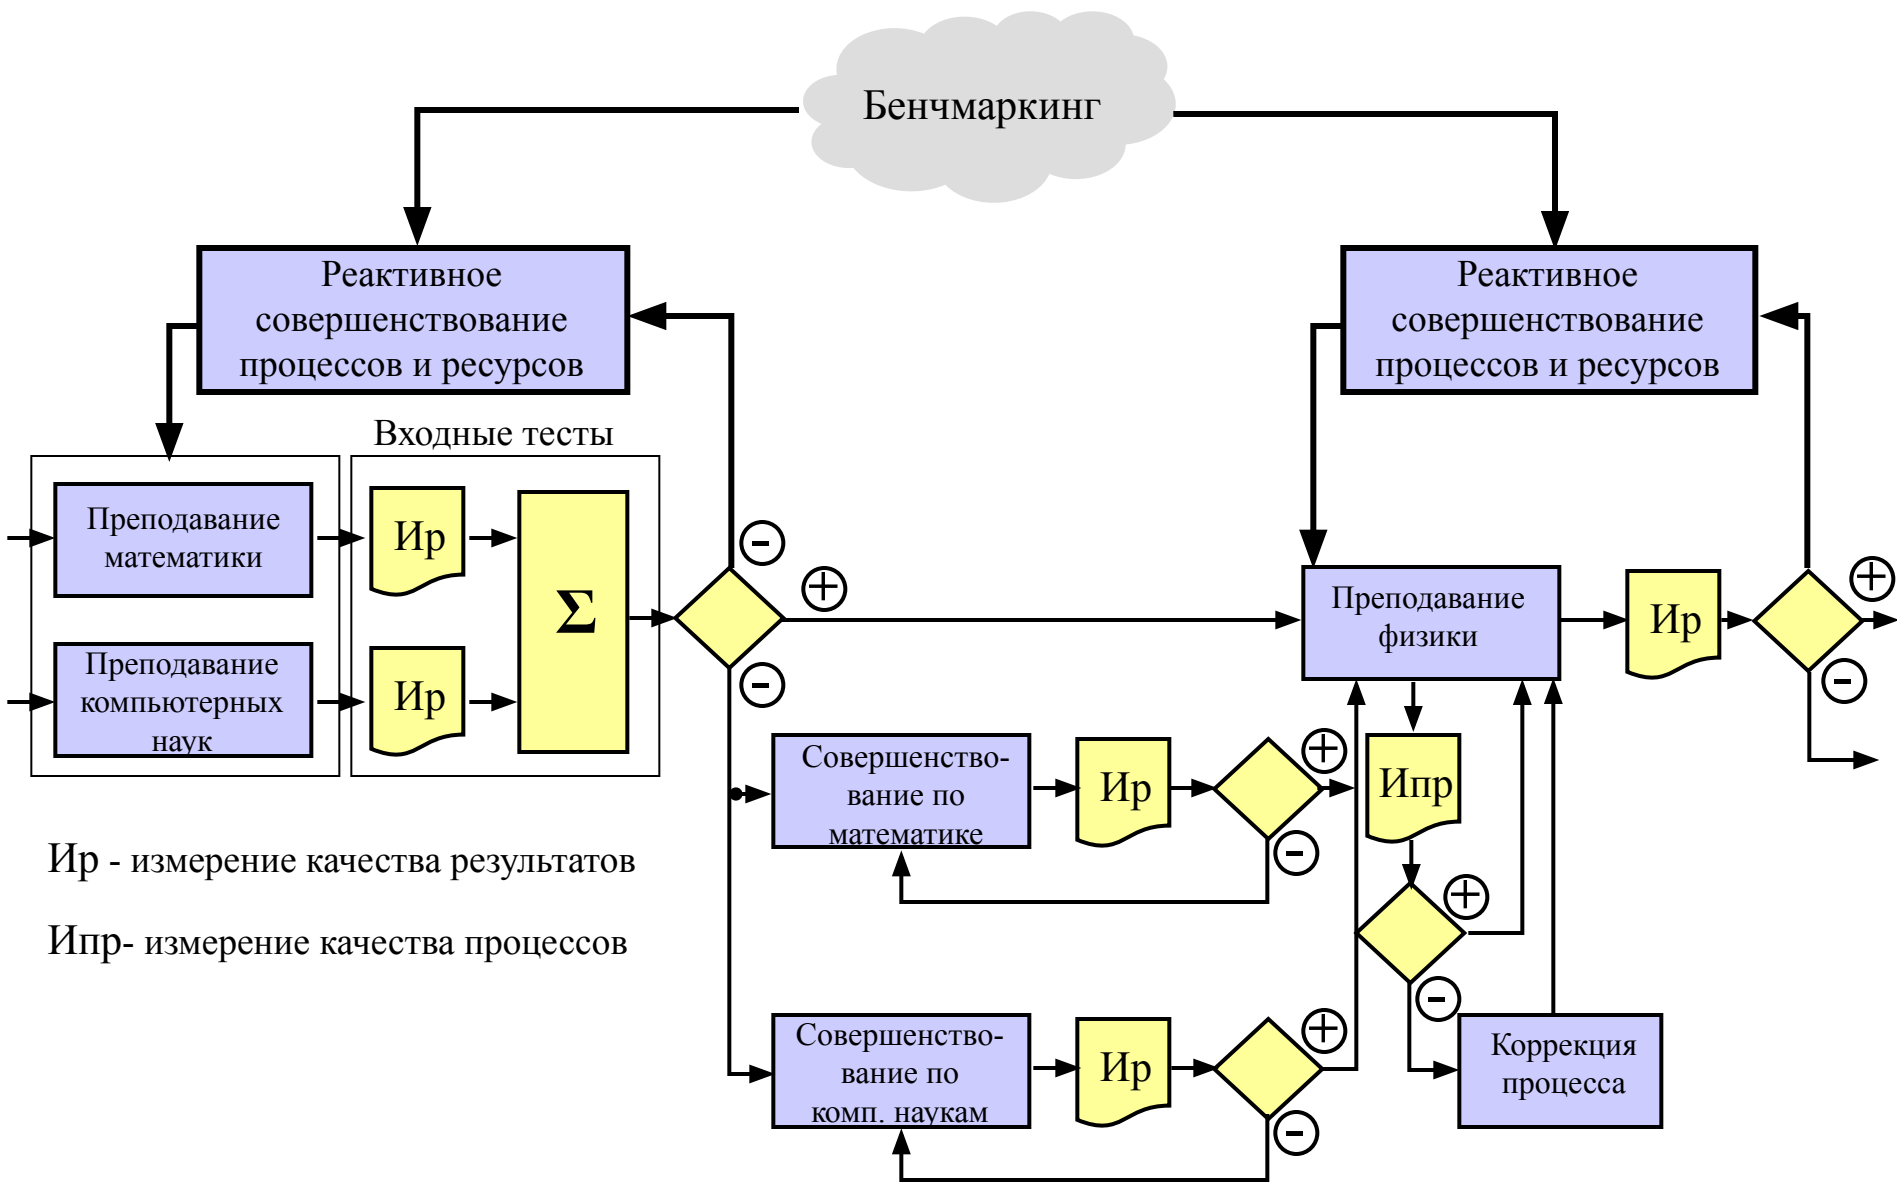 Бенчмаркинг
Реактивное
совершенствование
процессов и ресурсов
Реактивное
совершенствование
процессов и ресурсов
Входные тесты
Преподавание
математики
Ир
Σ
-
+
-
Преподавание
компьютерных
наук
Ир
Преподавание
физики
Ир
+
-
Совершенство-
вание по
математике
Ир
+
-
Ипр
+
-
Ир - измерение качества результатов
Ипр- измерение качества процессов
Совершенство-
вание по
комп. наукам
Ир
+
-
Коррекция
процесса